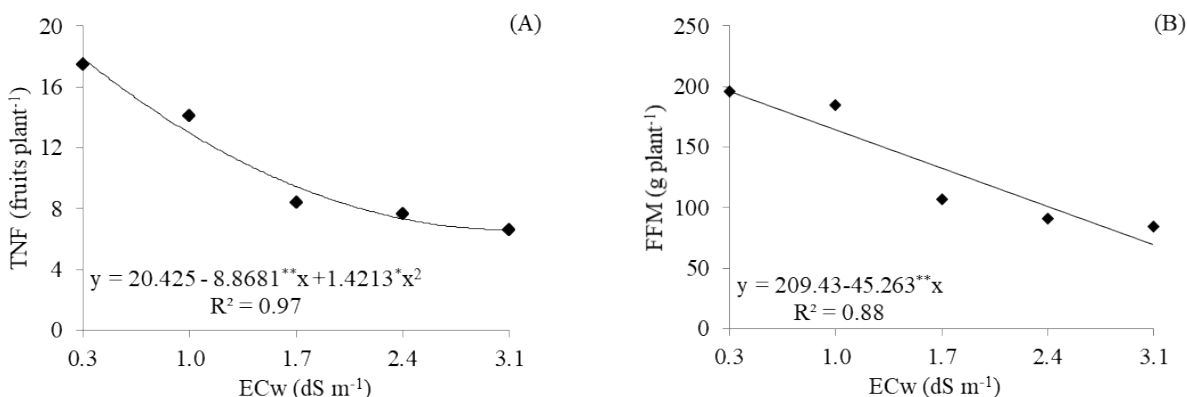 (A)
TNF (fruits plant⁻¹)
20
16
12
8
4
0
y = 20.425 - 8.8681**x +1.4213*x²
R² = 0.97
0.3 1.0 1.7 2.4 3.1
ECw (dS m⁻¹)
(B)
FFM (g plant⁻¹)
250
200
150
100
50
0
y = 209.43-45.263**x
R² = 0.88
0.3 1.0 1.7 2.4 3.1
ECw (dS m⁻¹)